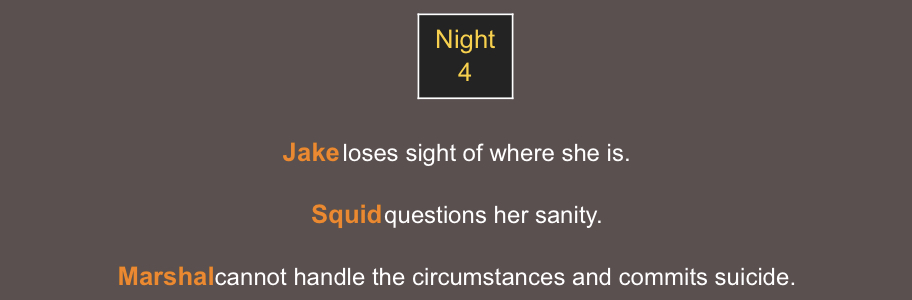 Night
4
Jake loses sight of where she is.
Squid questions her sanity.
Marshal cannot handle the circumstances and commits suicide.